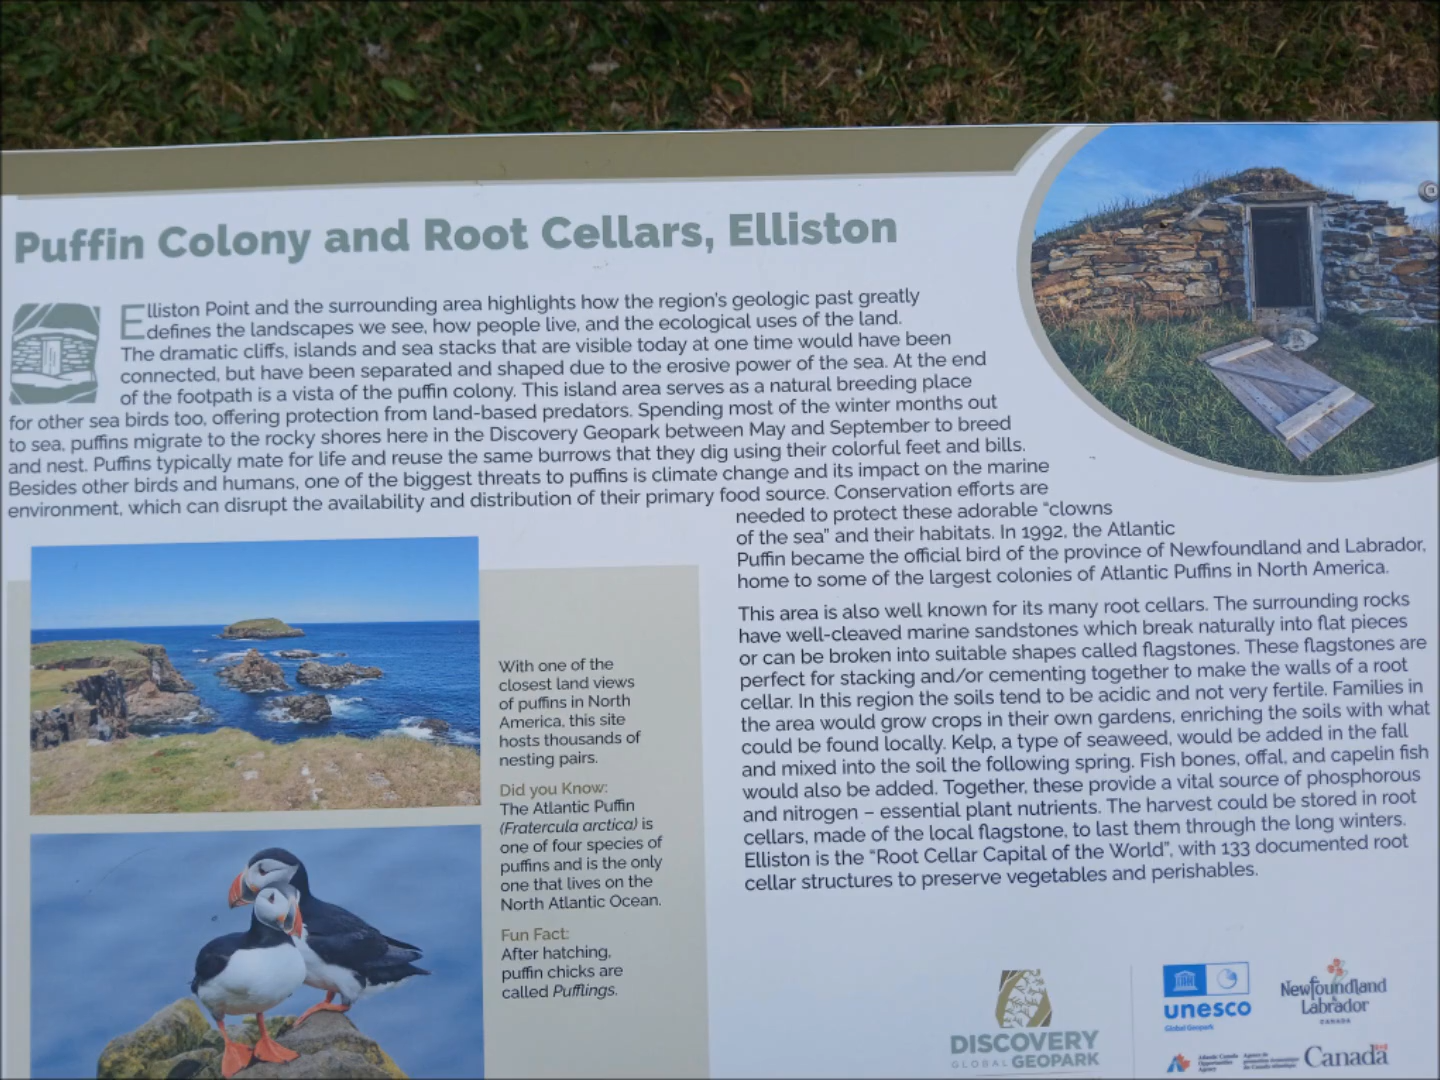 Puffin Colony and Root Cellars, Elliston
Elliston Point and the surrounding area highlights how the region's geologic past greatly
defines the landscapes we see, how people live, and the ecological uses of the land.
The dramatic cliffs, islands and sea stacks that are visible today at one time would have been
connected, but have been separated and shaped due to the erosive power of the sea. At the end
of the footpath is a vista of the puffin colony. This island area serves as a natural breeding place
for other sea birds too, offering protection from land-based predators. Spending most of the winter months out
to sea, puffins migrate to the rocky shores here in the Discovery Geopark between May and September to breed
and nest. Puffins typically mate for life and reuse the same burrows that they dig using their colorful feet and bills.
Besides other birds and humans, one of the biggest threats to puffins is climate change and its impact on the marine
environment, which can disrupt the availability and distribution of their primary food source. Conservation efforts are
needed to protect these adorable “clowns
of the sea” and their habitats. In 1992, the Atlantic
Puffin became the official bird of the province of Newfoundland and Labrador,
home to some of the largest colonies of Atlantic Puffins in North America.
This area is also well known for its many root cellars. The surrounding rocks
have well-cleaved marine sandstones which break naturally into flat pieces
or can be broken into suitable shapes called flagstones. These flagstones are
perfect for stacking and/or cementing together to make the walls of a root
cellar. In this region the soils tend to be acidic and not very fertile. Families in
the area would grow crops in their own gardens, enriching the soils with what
could be found locally. Kelp, a type of seaweed, would be added in the fall
and mixed into the soil the following spring. Fish bones, offal, and capelin fish
would also be added. Together, these provide a vital source of phosphorous
and nitrogen – essential plant nutrients. The harvest could be stored in root
cellars, made of the local flagstone, to last them through the long winters.
Elliston is the “Root Cellar Capital of the World”, with 133 documented root
cellar structures to preserve vegetables and perishables.
With one of the
closest land views
of puffins in North
America, this site
hosts thousands of
nesting pairs.
Did you Know:
The Atlantic Puffin
(Fratercula arctica) is
one of four species of
puffins and is the only
one that lives on the
North Atlantic Ocean.
Fun Fact:
After hatching,
puffin chicks are
called Pufflings.
DISCOVERY
GLOBAL GEOPARK
unesco
Global Geopark
Newfoundland
Labrador
CANADA
Atlantic Canada
Opportunities
Agency
Agence de
promotion économique
du Canada atlantique
Canada